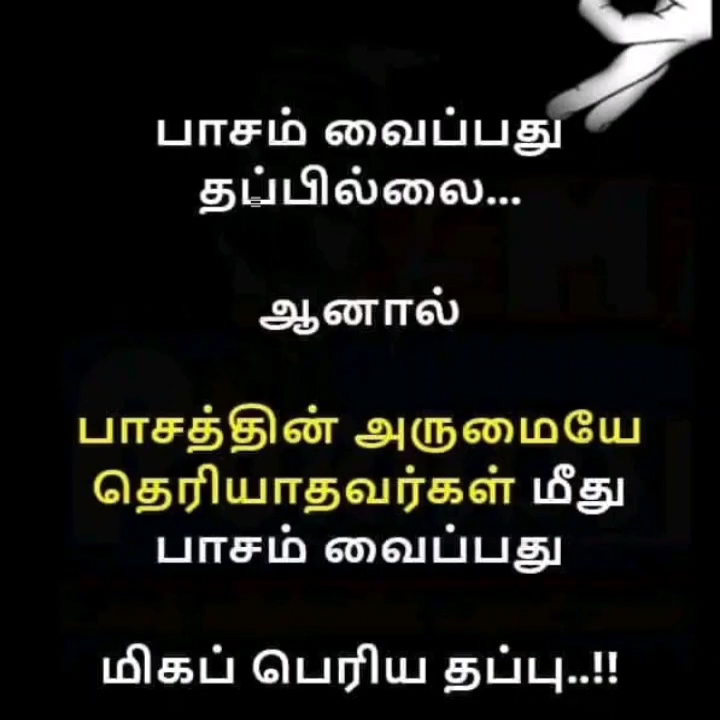 பாசம் வைப்பது
தப்பில்லை...
ஆனால்
பாசத்தின் அருமையே
தெரியாதவர்கள் மீது
பாசம் வைப்பது
மிகப் பெரிய தப்பு..!!